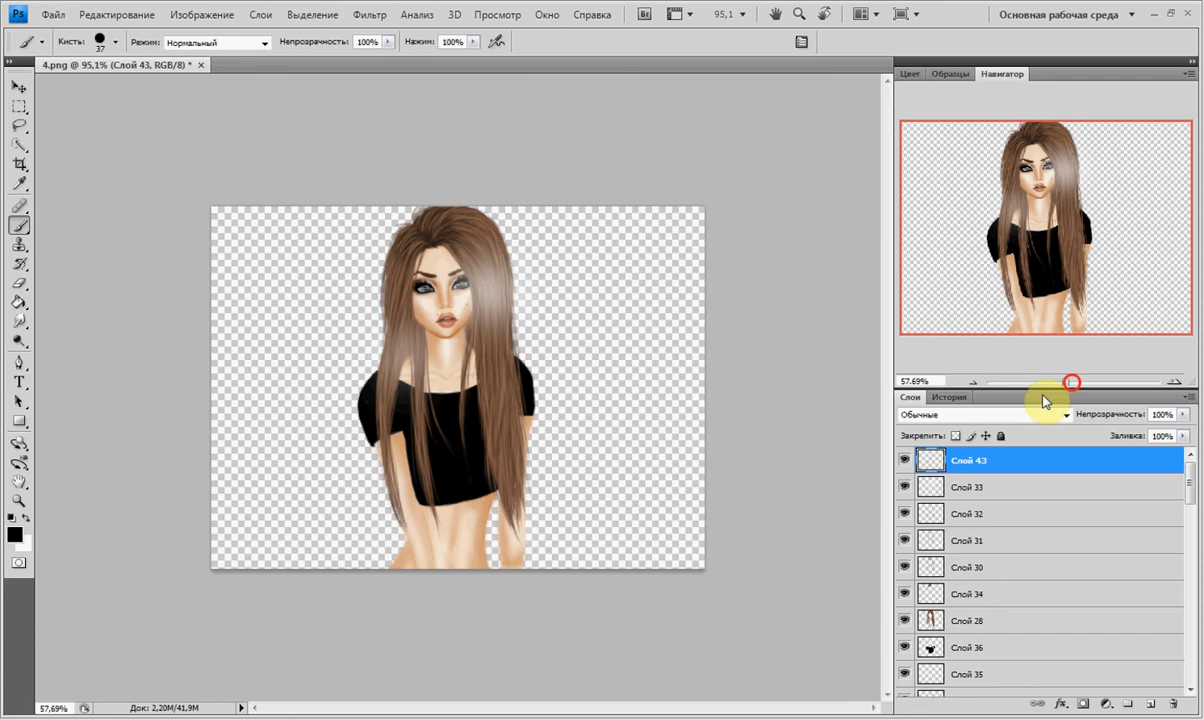 Ps Файл Редактирование Изображение Слои Выделение Фильтр Анализ 3D Просмотр Окно Справка Br 95,1 Основная рабочая среда
Кисть: 37 Режим: Нормальный Непрозрачность: 100% Нажим: 100%
4.png @ 95,1% (Слой 43, RGB/8) *
Цвет Образцы Навигатор
57.69%
Слои История
Обычные Непрозрачность: 100%
Закрепить: Заливка: 100%
Слой 43
Слой 33
Слой 32
Слой 31
Слой 30
Слой 34
Слой 28
Слой 36
Слой 35
T
57,69% Док: 2,20M/41,9M
fx